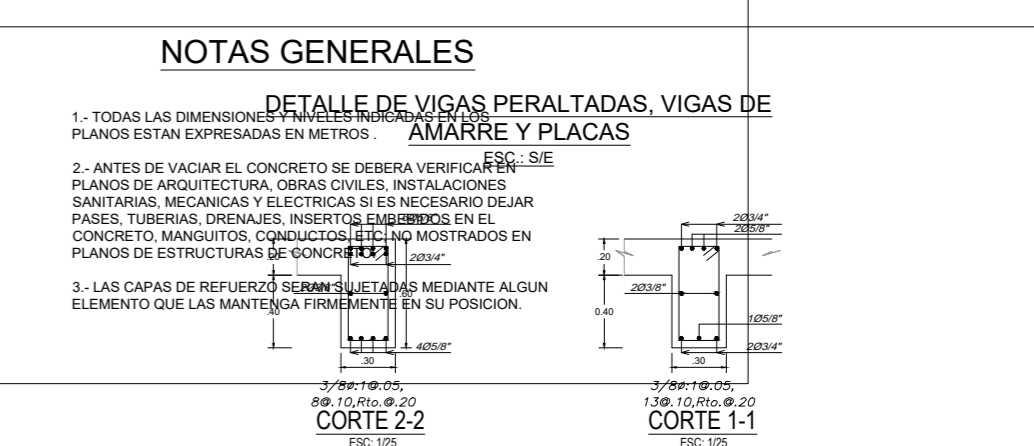 NOTAS GENERALES
1.- TODAS LAS DIMENSIONES Y NIVELES INDICADAS EN LOS
PLANOS ESTAN EXPRESADAS EN METROS .
2.- ANTES DE VACIAR EL CONCRETO SE DEBERA VERIFICAR EN
PLANOS DE ARQUITECTURA, OBRAS CIVILES, INSTALACIONES
SANITARIAS, MECANICAS Y ELECTRICAS SI ES NECESARIO DEJAR
PASES, TUBERIAS, DRENAJES, INSERTOS EMBEBIDOS EN EL
CONCRETO, MANGUITOS, CONDUCTOS, ETC; NO MOSTRADOS EN
PLANOS DE ESTRUCTURAS DE CONCRETO.
3.- LAS CAPAS DE REFUERZO SERAN SUJETADAS MEDIANTE ALGUN
ELEMENTO QUE LAS MANTENGA FIRMEMENTE EN SU POSICION.
DETALLE DE VIGAS PERALTADAS, VIGAS DE
AMARRE Y PLACAS
ESC.: S/E
.20
2Ø3/4"
.60
.40
4Ø5/8"
.30
3/8ø:1@.05,
8@.10,Rto.@.20
CORTE 2-2
ESC: 1/25
2Ø3/4"
2Ø5/8"
.20
2Ø3/8"
0.40
1Ø5/8"
2Ø3/4"
.30
3/8ø:1@.05,
13@.10,Rto.@.20
CORTE 1-1
ESC: 1/25